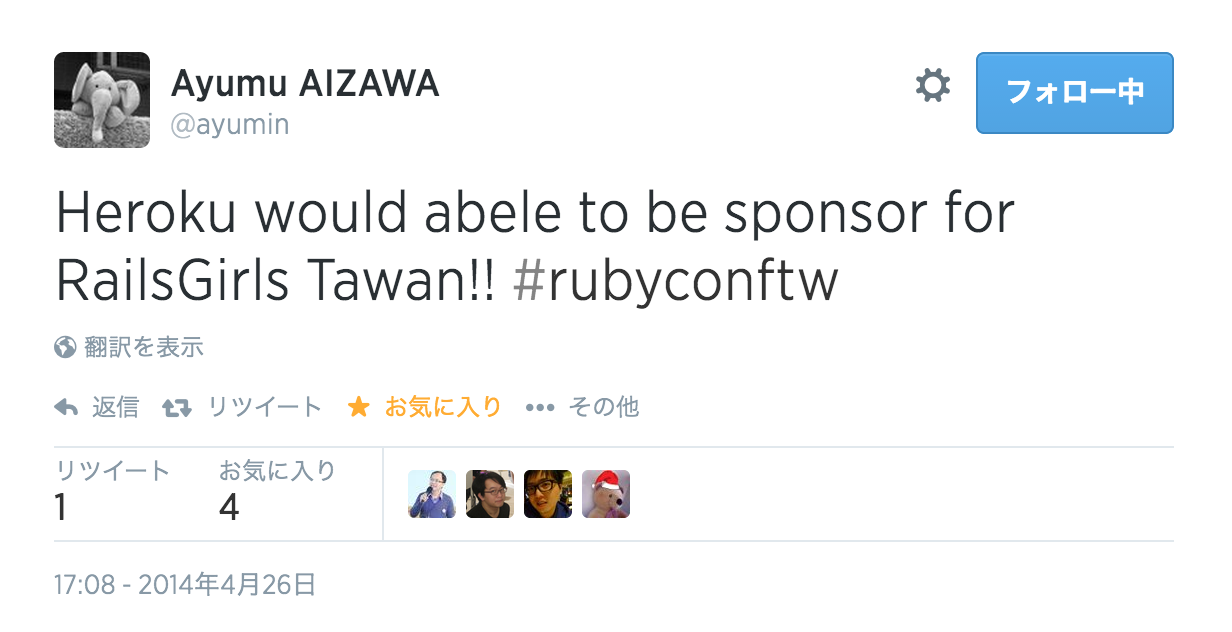 Ayumu AIZAWA
@ayumin
フォロー中
Heroku would abele to be sponsor for
RailsGirls Tawan!! #rubyconftw
翻訳を表示
返信 リツイート お気に入り その他
リツイート お気に入り
1 4
17:08 - 2014年4月26日